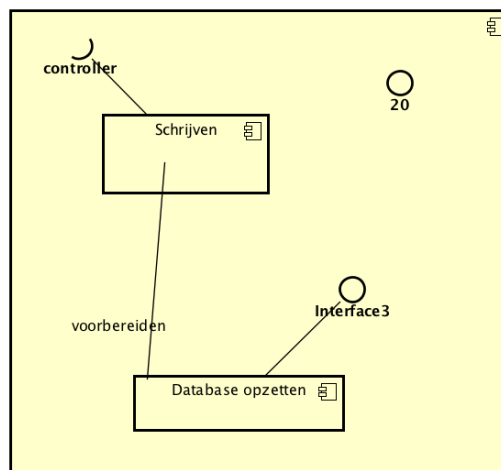 controller
20
Schrijven
Interface3
voorbereiden
Database opzetten